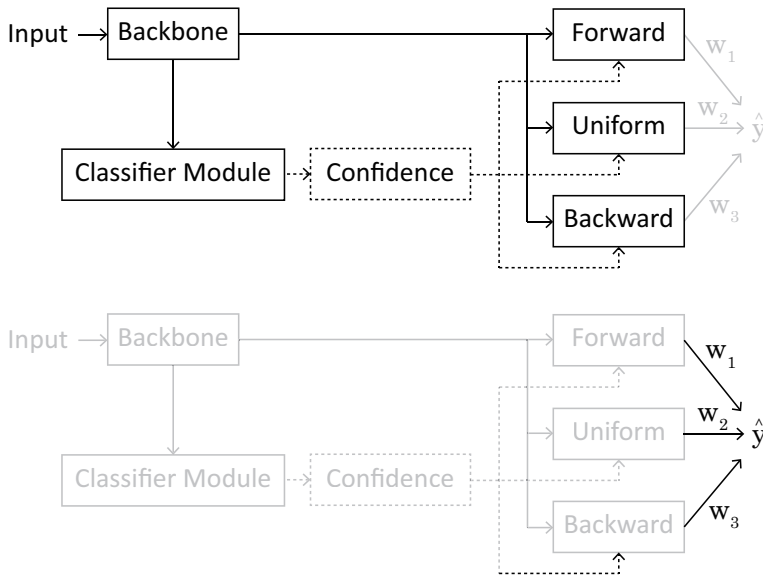 Input
Backbone
Forward
w1
Uniform
w2
ŷ
Classifier Module
Confidence
Backward
w3
Input
Backbone
Forward
w1
Uniform
w2
ŷ
Classifier Module
Confidence
Backward
w3